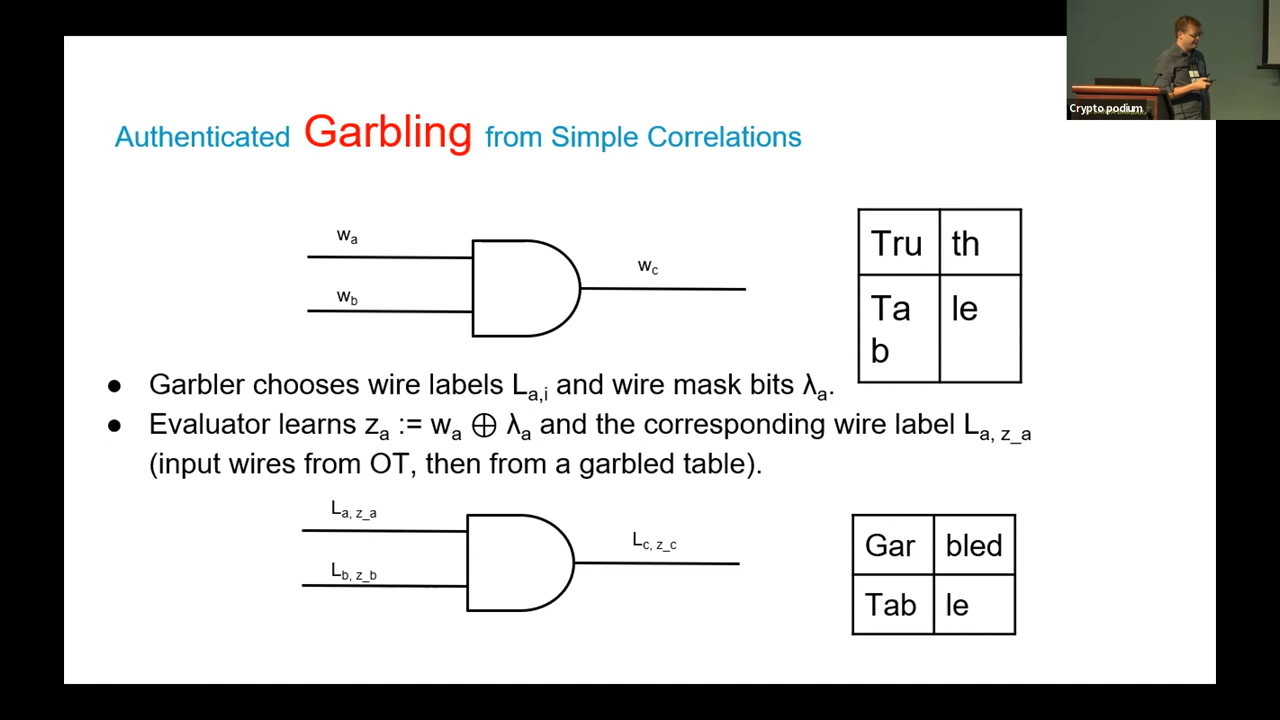 Crypto podium
Authenticated Garbling from Simple Correlations
wa
wb
wc
Tru th
Ta le
b
● Garbler chooses wire labels La,i and wire mask bits λa.
● Evaluator learns za := wa ⊕ λa and the corresponding wire label La, z_a
(input wires from OT, then from a garbled table).
La, z_a
Lb, z_b
Lc, z_c
Gar bled
Tab le